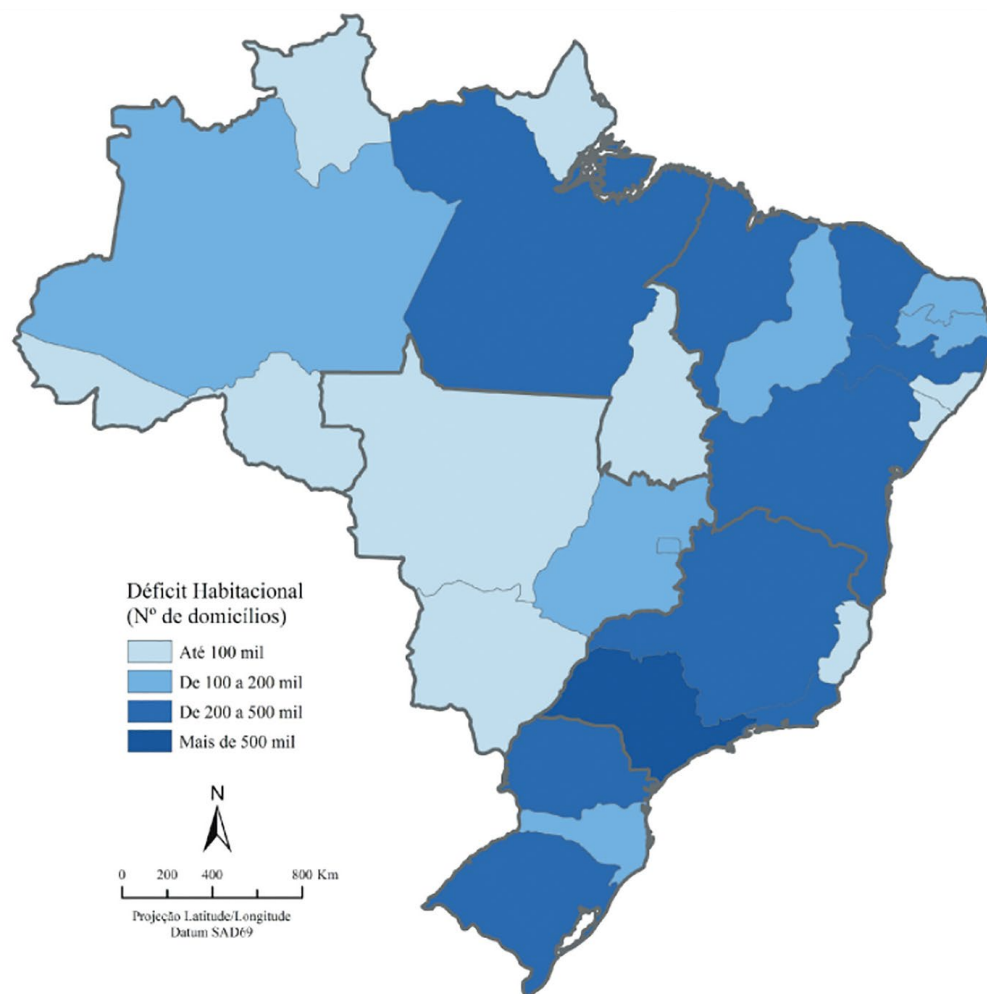 Déficit Habitacional
(Nº de domicílios)
Até 100 mil
De 100 a 200 mil
De 200 a 500 mil
Mais de 500 mil
N
0 200 400 800 Km
Projeção Latitude/Longitude
Datum SAD69